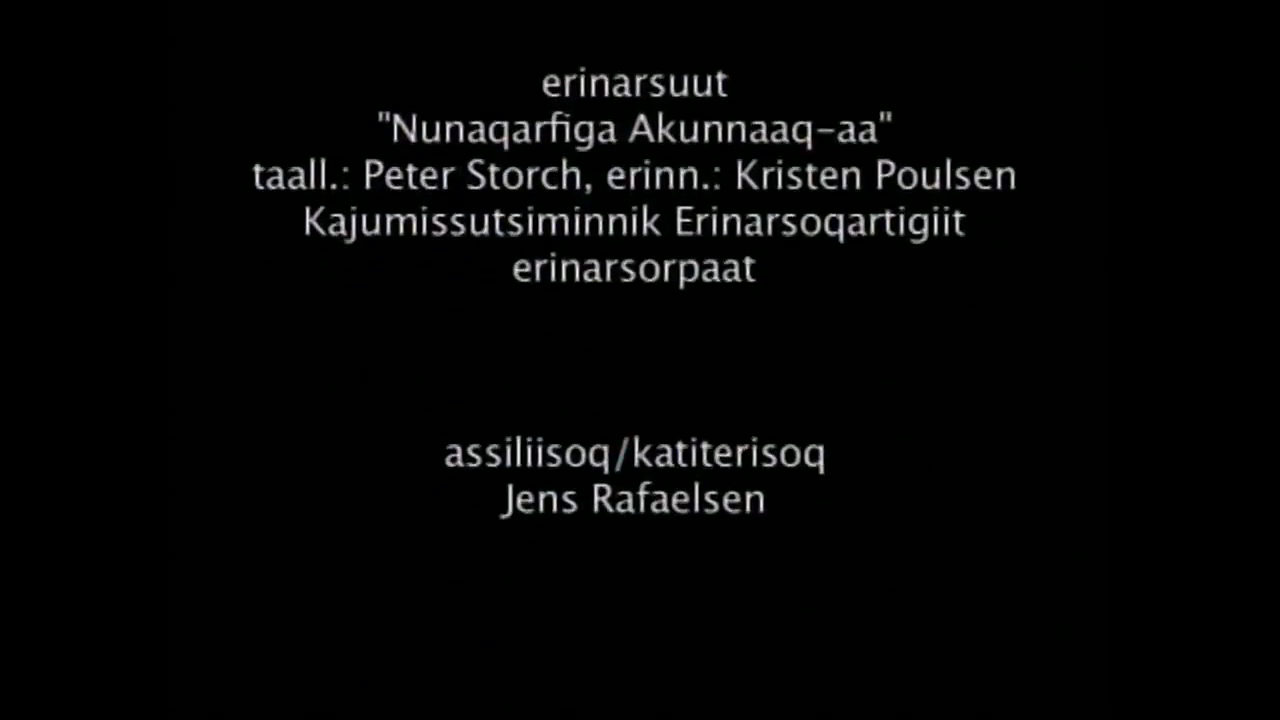 erinarsuut
"Nunaqarfiga Akunnaaq-aa"
taall.: Peter Storch, erinn.: Kristen Poulsen
Kajumissutsiminnik Erinarsoqartigiit
erinarsorpaat
assiliisoq/katiterisoq
Jens Rafaelsen